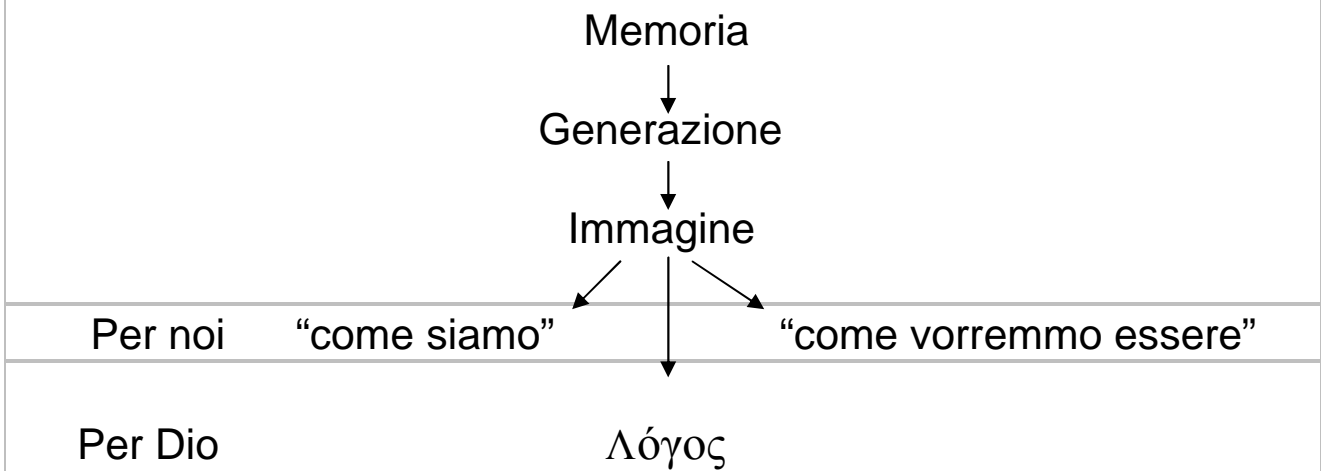 Memoria
Generazione
Immagine
Per noi “come siamo” “come vorremmo essere”
Per Dio Λόγος